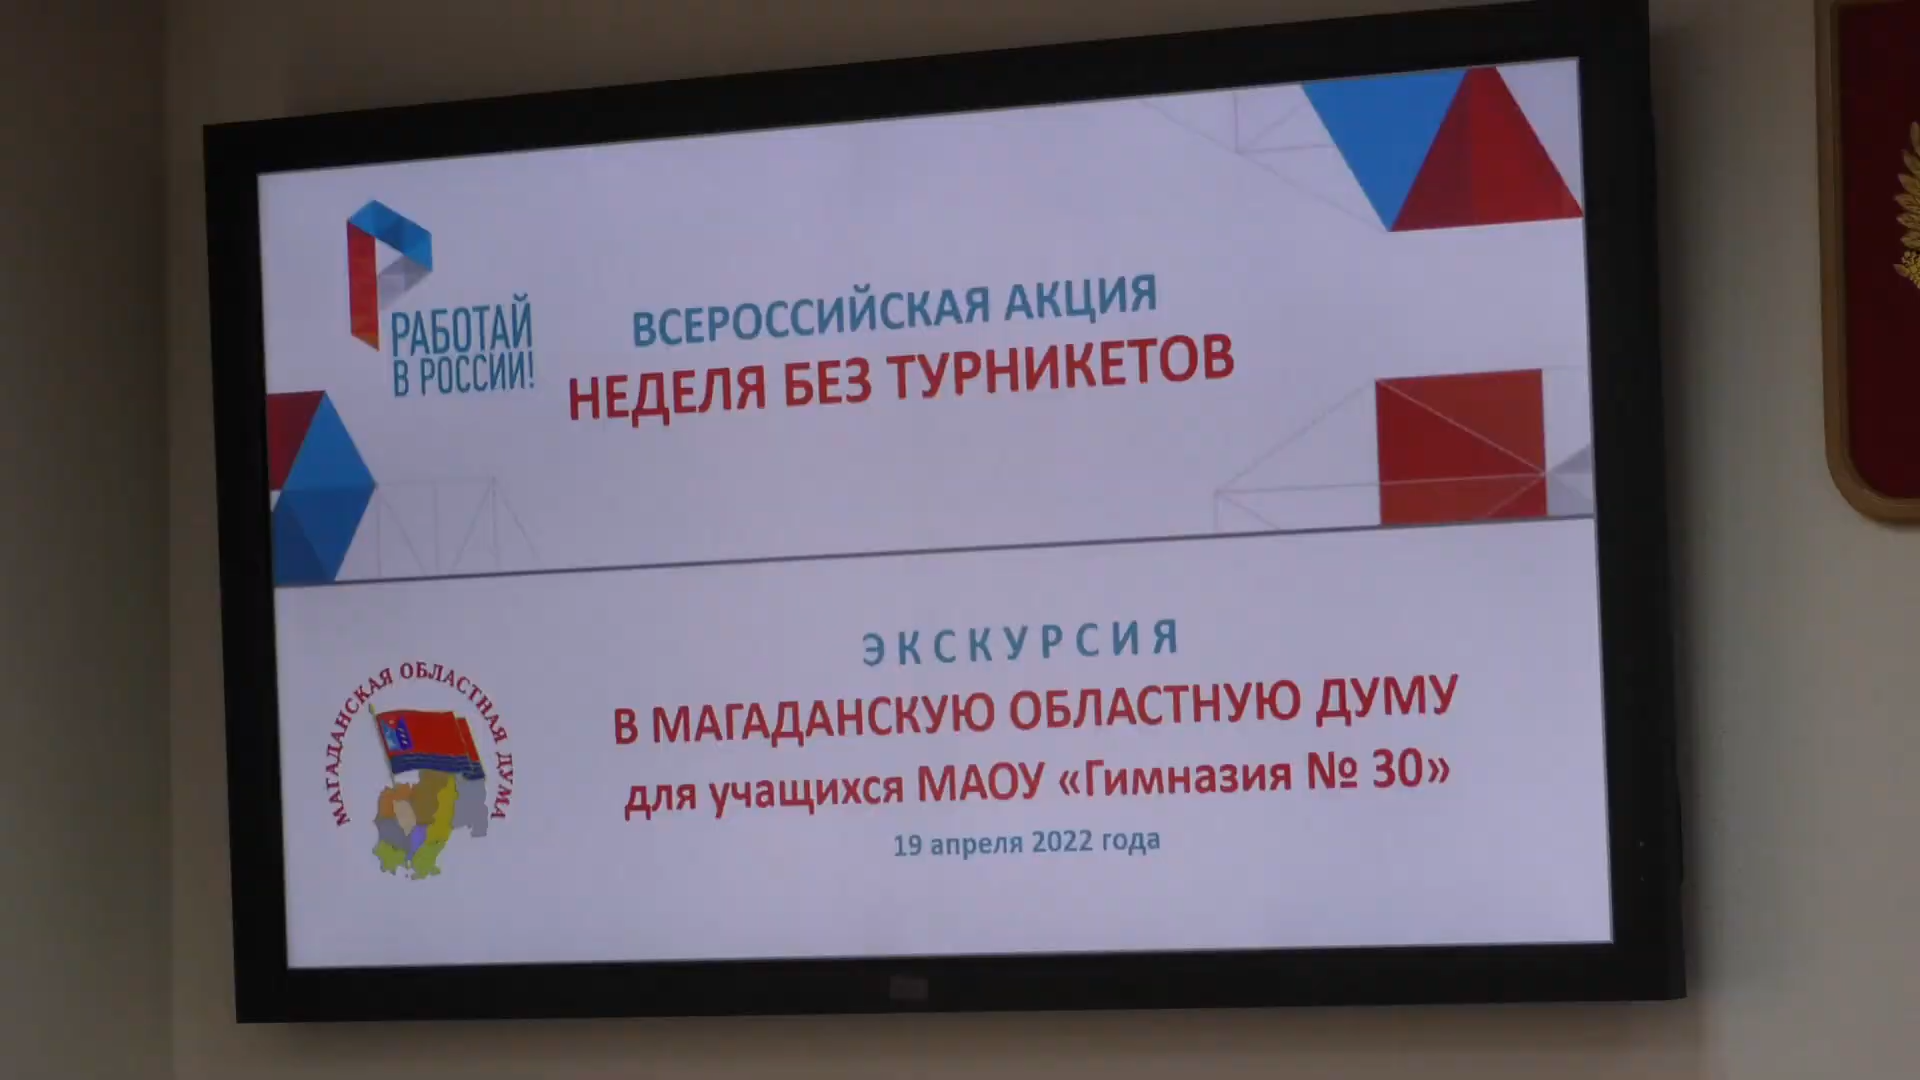 РАБОТАЙ
В РОССИИ!
ВСЕРОССИЙСКАЯ АКЦИЯ
НЕДЕЛЯ БЕЗ ТУРНИКЕТОВ
МАГАДАНСКАЯ ОБЛАСТНАЯ ДУМА
ЭКСКУРСИЯ
В МАГАДАНСКУЮ ОБЛАСТНУЮ ДУМУ
для учащихся МАОУ «Гимназия № 30»
19 апреля 2022 года